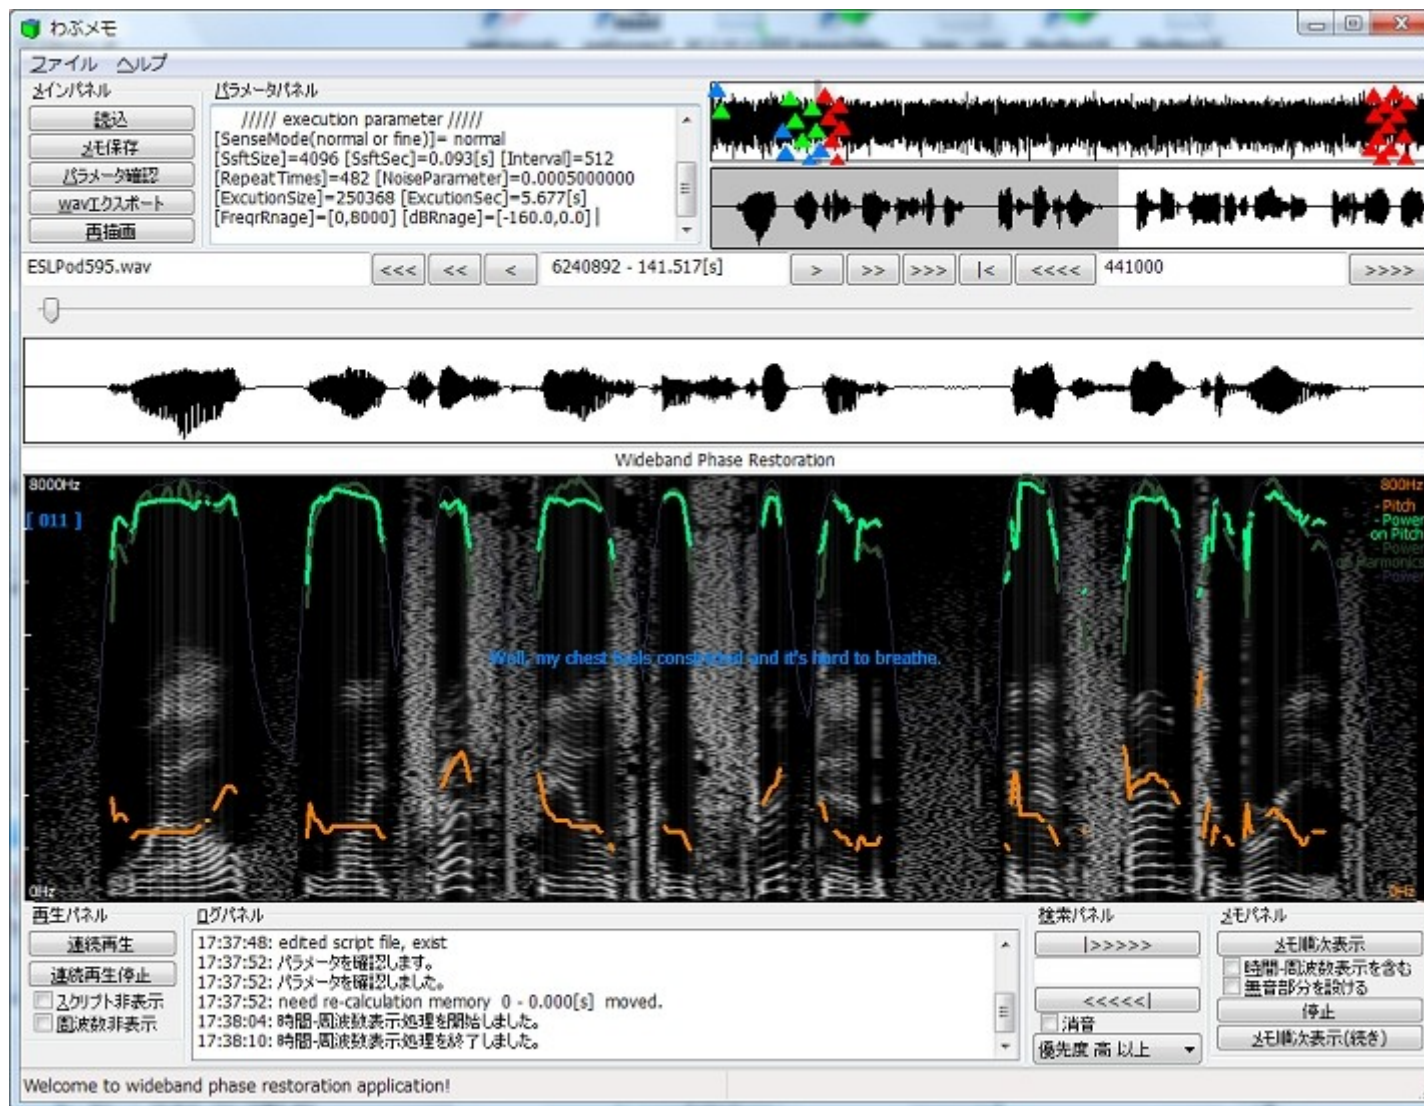 わぶメモ
ファイル ヘルプ
メインパネル
読込
メモ保存
パラメータ確認
wavエクスポート
再描画
パラメータパネル
///// execution parameter /////
[SenseMode(normal or fine)]= normal
[SsftSize]=4096 [SsftSec]=0.093[s] [Interval]=512
[RepeatTimes]=482 [NoiseParameter]=0.0005000000
[ExcutionSize]=250368 [ExcutionSec]=5.677[s]
[FreqrRnage]=[0,8000] [dBRnage]=[-160.0,0.0]
ESLPod595.wav <<< << < 6240892 - 141.517[s] > >> >>> |< <<<< 441000 >>>>
Wideband Phase Restoration
8000Hz
[ 011 ]
800Hz
- Pitch
- Power
on Pitch
- Power
on Harmonics
- Power
Well, my chest feels constricted and it's hard to breathe.
0Hz
0Hz
再生パネル
連続再生
連続再生停止
スクリプト非表示
周波数非表示
ログパネル
17:37:48: edited script file, exist
17:37:52: パラメータを確認します。
17:37:52: パラメータを確認しました。
17:37:52: need re-calculation memory 0 - 0.000[s] moved.
17:38:04: 時間-周波数表示処理を開始しました。
17:38:10: 時間-周波数表示処理を終了しました。
検索パネル
|>>>>>
<<<<<|
消音
優先度 高 以上
メモパネル
メモ順次表示
時間-周波数表示を含む
無音部分を設ける
停止
メモ順次表示(続き)
Welcome to wideband phase restoration application!